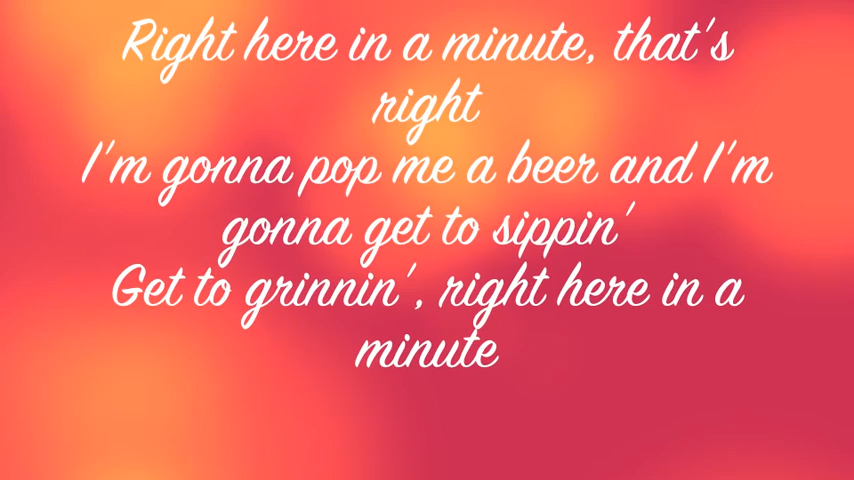 Right here in a minute, that's
right
I'm gonna pop me a beer and I'm
gonna get to sippin'
Get to grinnin', right here in a
minute